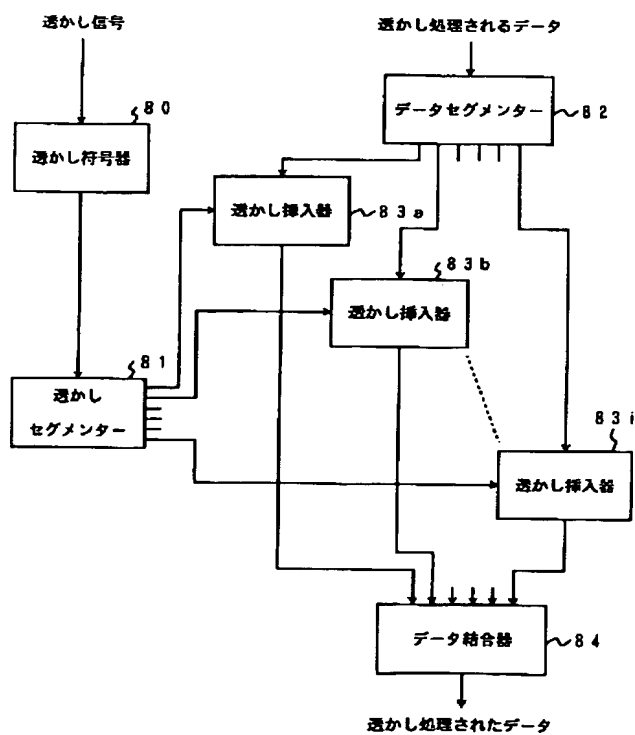 透かし信号
透かし処理されるデータ
80
透かし符号器
データセグメンター
82
透かし挿入器
83a
83b
透かし挿入器
81
透かし
セグメンター
83i
透かし挿入器
データ結合器
84
透かし処理されたデータ